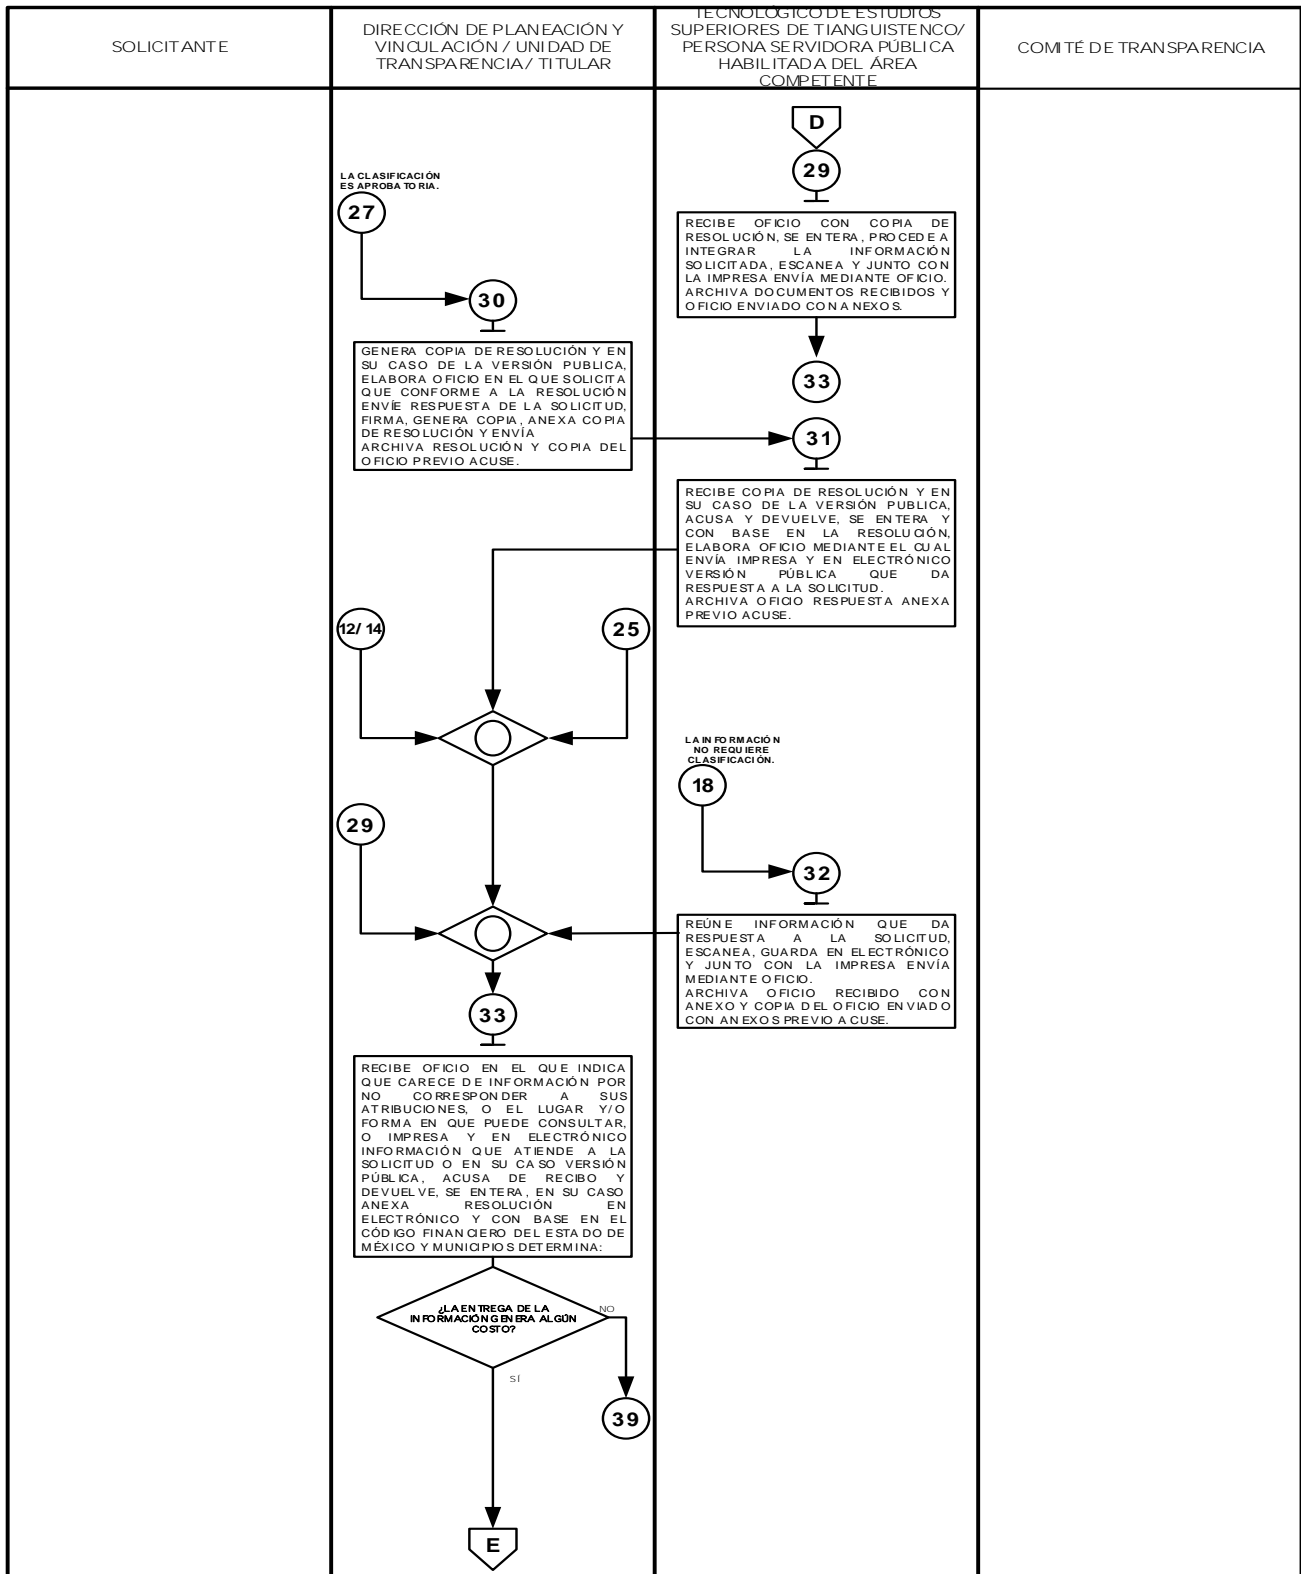 SOLICITANTE
DIRECCIÓN DE PLANEACIÓN Y
VINCULACIÓN / UNIDAD DE
TRANSPARENCIA / TITULAR
TECNOLÓGICO DE ESTUDIOS
SUPERIORES DE TIANGUISTENCO/
PERSONA SERVIDORA PÚBLICA
HABILITADA DEL ÁREA
COMPETENTE
COMITÉ DE TRANSPARENCIA
D
29
RECIBE OFICIO CON COPIA DE
RESOLUCIÓN, SE ENTERA, PROCEDE A
INTEGRAR LA INFORMACIÓN
SOLICITADA, ESCANEA Y JUNTO CON
LA IMPRESA ENVÍA MEDIANTE OFICIO.
ARCHIVA DOCUMENTOS RECIBIDOS Y
OFICIO ENVIADO CON ANEXOS.
33
LA CLASIFICACIÓN
ES APROBATORIA.
27
30
GENERA COPIA DE RESOLUCIÓN Y EN
SU CASO DE LA VERSIÓN PUBLICA,
ELABORA OFICIO EN EL QUE SOLICITA
QUE CONFORME A LA RESOLUCIÓN
ENVÍE RESPUESTA DE LA SOLICITUD,
FIRMA, GENERA COPIA, ANEXA COPIA
DE RESOLUCIÓN Y ENVÍA
ARCHIVA RESOLUCIÓN Y COPIA DEL
OFICIO PREVIO ACUSE.
31
RECIBE COPIA DE RESOLUCIÓN Y EN
SU CASO DE LA VERSIÓN PUBLICA,
ACUSA Y DEVUELVE, SE ENTERA Y
CON BASE EN LA RESOLUCIÓN,
ELABORA OFICIO MEDIANTE EL CUAL
ENVÍA IMPRESA Y EN ELECTRÓNICO
VERSIÓN PÚBLICA QUE DA
RESPUESTA A LA SOLICITUD.
ARCHIVA OFICIO RESPUESTA ANEXA
PREVIO ACUSE.
12/ 14
25
LA INFORMACIÓN
NO REQUIERE
CLASIFICACIÓN.
18
29
32
REÚNE INFORMACIÓN QUE DA
RESPUESTA A LA SOLICITUD,
ESCANEA, GUARDA EN ELECTRÓNICO
Y JUNTO CON LA IMPRESA ENVÍA
MEDIANTE OFICIO.
ARCHIVA OFICIO RECIBIDO CON
ANEXO Y COPIA DEL OFICIO ENVIADO
CON ANEXOS PREVIO ACUSE.
33
RECIBE OFICIO EN EL QUE INDICA
QUE CARECE DE INFORMACIÓN POR
NO CORRESPONDER A SUS
ATRIBUCIONES, O EL LUGAR Y/O
FORMA EN QUE PUEDE CONSULTAR,
O IMPRESA Y EN ELECTRÓNICO
INFORMACIÓN QUE ATIENDE A LA
SOLICITUD O EN SU CASO VERSIÓN
PÚBLICA, ACUSA DE RECIBO Y
DEVUELVE, SE ENTERA, EN SU CASO
ANEXA RESOLUCIÓN EN
ELECTRÓNICO Y CON BASE EN EL
CÓDIGO FINANCIERO DEL ESTADO DE
MÉXICO Y MUNICIPIOS DETERMINA:
¿LA ENTREGA DE LA
INFORMACIÓN GENERA ALGÚN
COSTO?
NO
SÍ
39
E